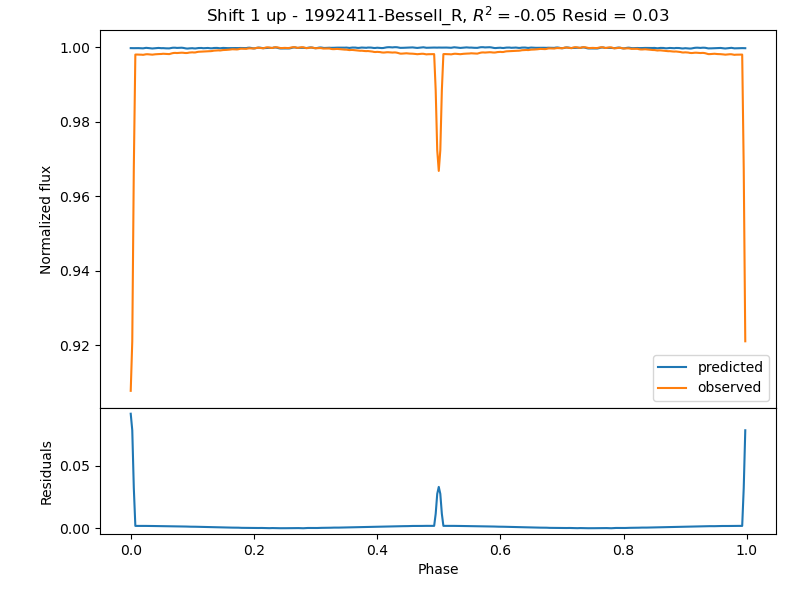 Shift 1 up - 1992411-Bessell_R, $R^2=$-0.05 Resid = 0.03
1.00
0.98
0.96
0.94
0.92
Normalized flux
predicted
observed
0.05
0.00
Residuals
0.0 0.2 0.4 0.6 0.8 1.0
Phase